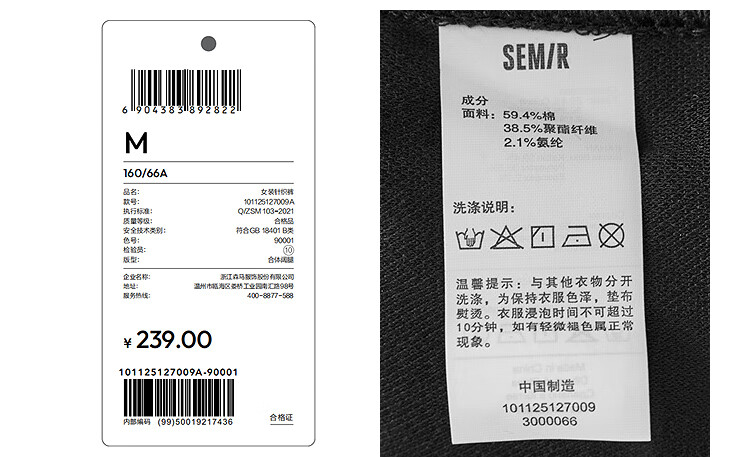 6 904383 892822
M
160/66A
品名: 女装针织裤
款号: 101125127009A
执行标准: Q/ZSM 103-2021
质量等级: 合格品
安全技术类别: 符合GB 18401 B类
色号: 90001
检验员: 10
版型: 合体阔腿
企业名称: 浙江森马服饰股份有限公司
地址: 温州市瓯海区娄桥工业园南汇路98号
服务热线: 400-8877-588
¥ 239.00
101125127009A-90001
内部编码 (99)50019217436
合格证
SEM/R
成分
面料: 59.4%棉
38.5%聚酯纤维
2.1%氨纶
洗涤说明:
温馨提示: 与其他衣物分开
洗涤, 为保持衣服色泽, 垫布
熨烫。衣服浸泡时间不可超过
10分钟, 如有轻微褪色属正常
现象。
中国制造
101125127009
3000066